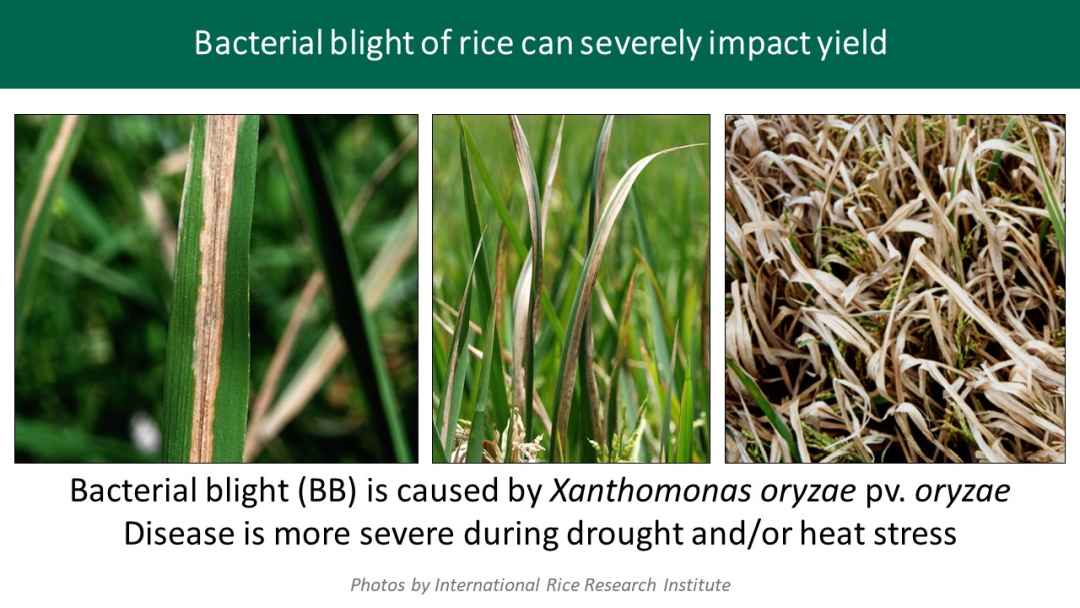 Bacterial blight of rice can severely impact yield
Bacterial blight (BB) is caused by Xanthomonas oryzae pv. oryzae
Disease is more severe during drought and/or heat stress
Photos by International Rice Research Institute